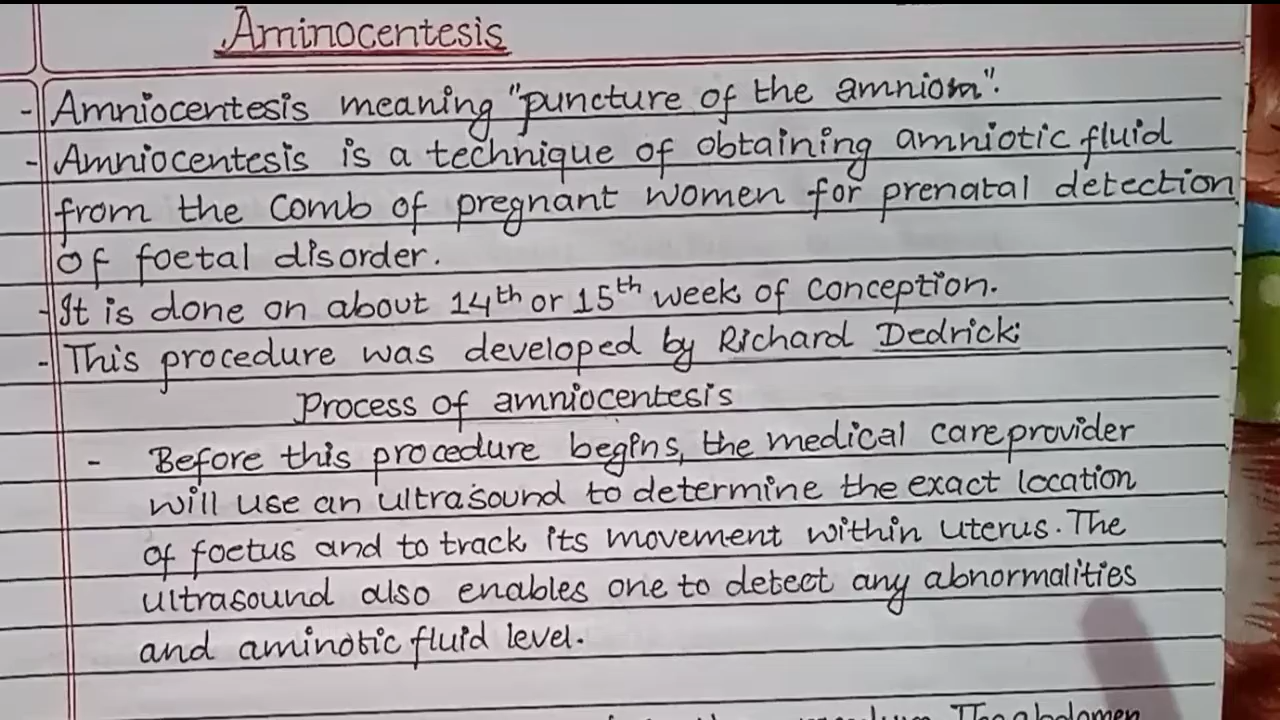 Aminocentesis
- Amniocentesis meaning "puncture of the amnion".
- Amniocentesis is a technique of obtaining amniotic fluid
from the comb of pregnant women for prenatal detection
of foetal disorder.
- It is done on about 14th or 15th week of conception.
- This procedure was developed by Richard Dedrick.
Process of amniocentesis
- Before this procedure begins, the medical care provider
will use an ultrasound to determine the exact location
of foetus and to track its movement within uterus. The
ultrasound also enables one to detect any abnormalities
and aminotic fluid level.
The abdomen